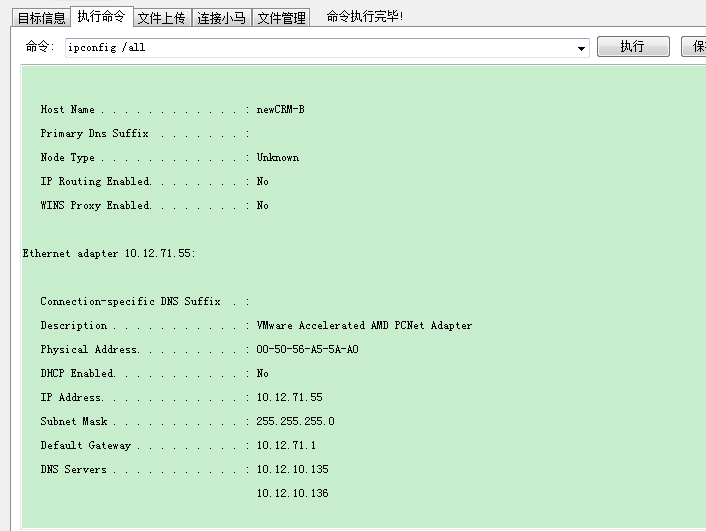 目标信息 执行命令 文件上传 连接小马 文件管理 命令执行完毕!
命令: ipconfig /all 执行
Host Name . . . . . . . . . . . . : newCRM-B
Primary Dns Suffix . . . . . . . :
Node Type . . . . . . . . . . . . : Unknown
IP Routing Enabled. . . . . . . . : No
WINS Proxy Enabled. . . . . . . . : No
Ethernet adapter 10.12.71.55:
Connection-specific DNS Suffix . :
Description . . . . . . . . . . . : VMware Accelerated AMD PCNet Adapter
Physical Address. . . . . . . . . : 00-50-56-A5-5A-A0
DHCP Enabled. . . . . . . . . . . : No
IP Address. . . . . . . . . . . . : 10.12.71.55
Subnet Mask . . . . . . . . . . . : 255.255.255.0
Default Gateway . . . . . . . . . : 10.12.71.1
DNS Servers . . . . . . . . . . . : 10.12.10.135
10.12.10.136